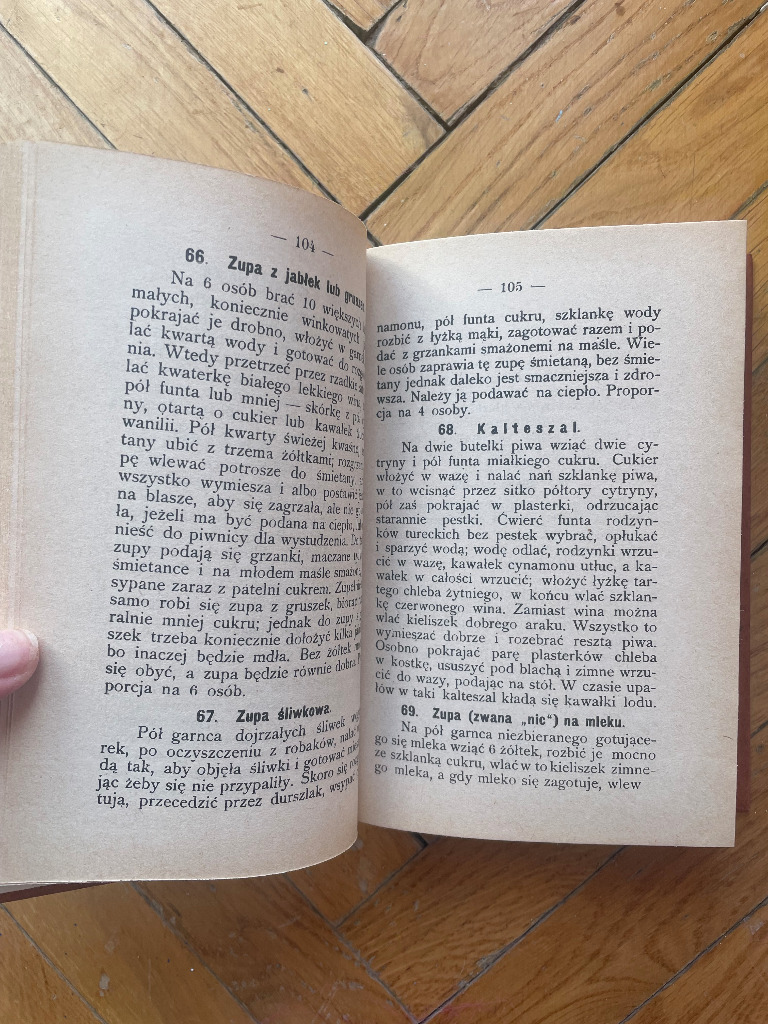 — 104 —
66. Zupa z jabłek lub grusze
Na 6 osób brać 10 większych
małych, koniecznie winkowatych
pokrajać je drobno, włożyć w
lać kwartą wody i gotować do
nia. Wtedy przetrzeć przez rzadkie
lać kwaterkę białego lekkiego
pół funta lub mniej — skórkę z
ny, otartą o cukier lub kawałek
wanilii. Pół kwarty świeżej
tany ubić z trzema żółtkami;
pę wlewać potrosze do śmietany,
wszystko wymiesza i albo postawić
na blasze, aby się zagrzała, ale nie
ła, jeżeli ma być podana na ciepło,
nieść do piwnicy dla wystudzenia.
zupy podają się grzanki, maczane
śmietance i na młodem maśle
sypane zaraz z patelni cukrem.
samo robi się zupa z gruszek,
ralnie mniej cukru; jednak do zupy
szek trzeba koniecznie dołożyć kilka
bo inaczej będzie mdła. Bez żółtek
się obyć, a zupa będzie równie dobra.
porcja na 6 osób.
67. Zupa śliwkowa.
Pół garnca dojrzałych śliwek
rek, po oczyszczeniu z robaków,
dą tak, aby objęła śliwki i gotować
jąc żeby się nie przypaliły. Skoro się
tują, przecedzić przez durszlak, wsypać
— 105 —
namonu, pół funta cukru, szklankę wody
rozbić z łyżką mąki, zagotować razem i po-
dać z grzankami smażonemi na maśle. Wie-
le osób zaprawia tę zupę śmietaną, bez śmie-
tany jednak daleko jest smaczniejsza i zdro-
wsza. Należy ją podawać na ciepło. Propor-
cja na 4 osoby.
68. Kalteszal.
Na dwie butelki piwa wziąć dwie cy-
tryny i pół funta miałkiego cukru. Cukier
włożyć w wazę i nalać nań szklankę piwa,
w to wcisnąć przez sitko półtory cytryny,
pół zaś pokrajać w plasterki, odrzucając
starannie pestki. Ćwierć funta rodzyn-
ków tureckich bez pestek wybrać, opłukać
i sparzyć wodą; wodę odlać, rodzynki wrzu-
cić w wazę, kawałek cynamonu utłuc, a ka-
wałek w całości wrzucić; włożyć łyżkę tar-
tego chleba żytniego, w końcu wlać szklan-
kę czerwonego wina. Zamiast wina można
wlać kieliszek dobrego araku. Wszystko to
wymieszać dobrze i rozebrać resztą piwa.
Osobno pokrajać parę plasterków chleba
w kostkę, ususzyć pod blachą i zimne wrzu-
cić do wazy, podając na stół. W czasie upa-
łów w taki kalteszal kładą się kawałki lodu.
69. Zupa (zwana „nic") na mleku.
Na pół garnca niezbieranego gotujące-
go się mleka wziąć 6 żółtek, rozbić je mocno
ze szklanką cukru, wlać w to kieliszek zimne-
go mleka, a gdy mleko się zagotuje, wlew